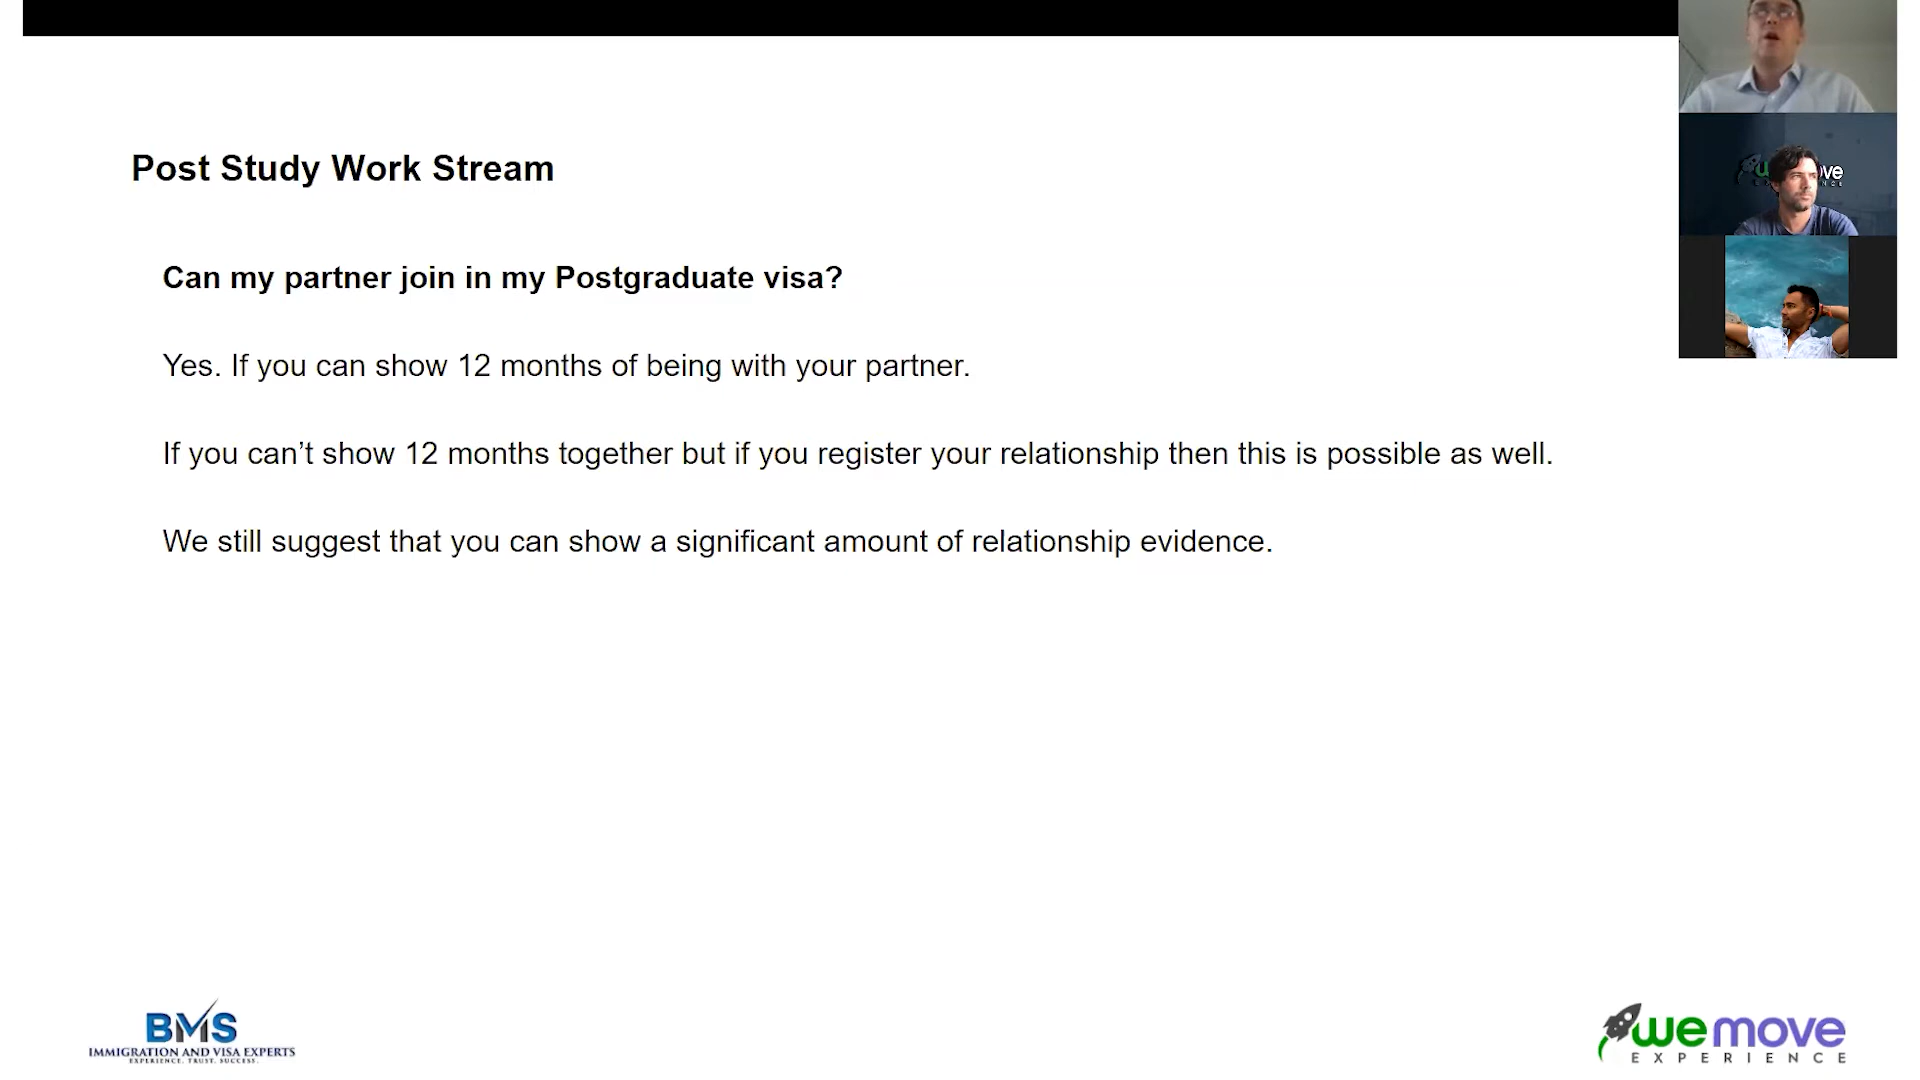 Post Study Work Stream
Can my partner join in my Postgraduate visa?
Yes. If you can show 12 months of being with your partner.
If you can’t show 12 months together but if you register your relationship then this is possible as well.
We still suggest that you can show a significant amount of relationship evidence.
BMS
IMMIGRATION AND VISA EXPERTS
EXPERIENCE. TRUST. SUCCESS.
wemove
EXPERIENCE